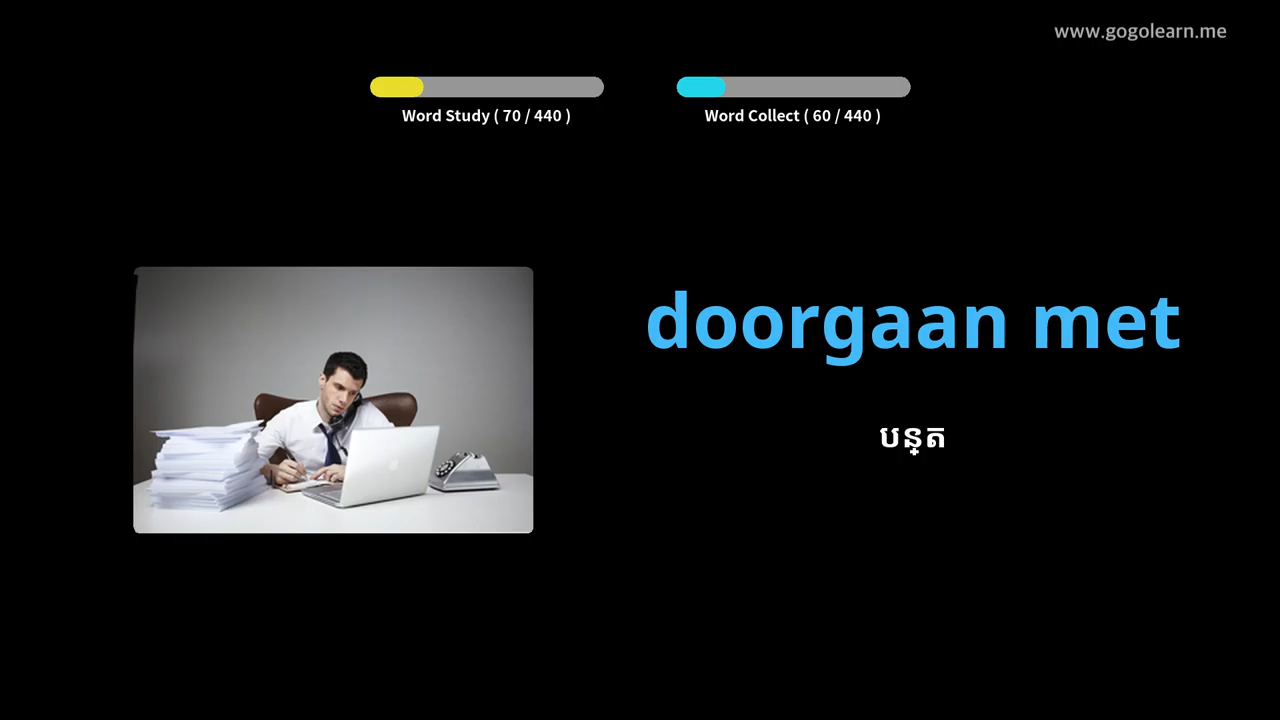 www.gogolearn.me
Word Study ( 70 / 440 )
Word Collect ( 60 / 440 )
doorgaan met
បន្ត